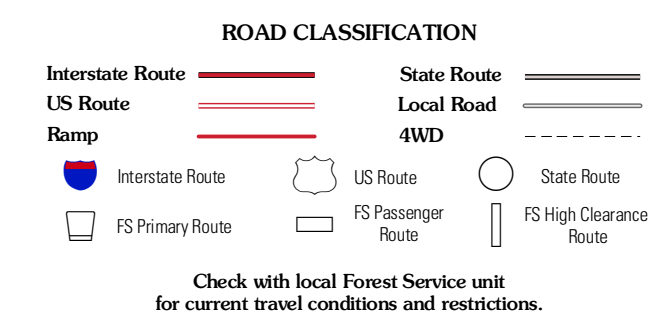 ROAD CLASSIFICATION
Interstate Route
State Route
US Route
Local Road
Ramp
4WD
Interstate Route
US Route
State Route
FS Primary Route
FS Passenger
Route
FS High Clearance
Route
Check with local Forest Service unit
for current travel conditions and restrictions.